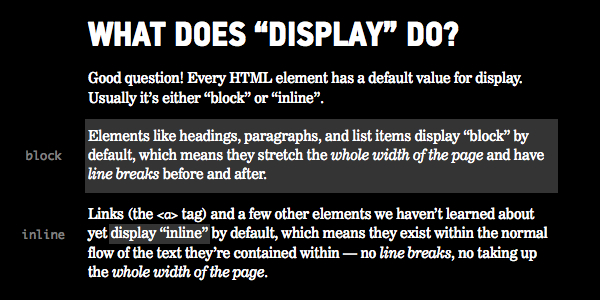 WHAT DOES “DISPLAY” DO?
Good question! Every HTML element has a default value for display.
Usually it’s either “block” or “inline”.
Elements like headings, paragraphs, and list items display “block” by
block
default, which means they stretch the whole width of the page and have
line breaks before and after.
Links (the <a> tag) and a few other elements we haven’t learned about
inline
yet display “inline” by default, which means they exist within the normal
flow of the text they’re contained within — no line breaks, no taking up
the whole width of the page.